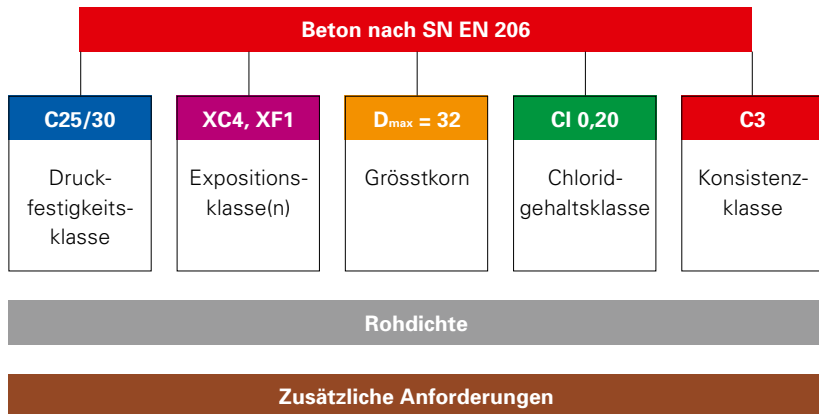 Beton nach SN EN 206
C25/30
XC4, XF1
Dmax = 32
Cl 0,20
C3
Druck-
festigkeits-
klasse
Expositions-
klasse(n)
Grösstkorn
Chlorid-
gehaltsklasse
Konsistenz-
klasse
Rohdichte
Zusätzliche Anforderungen